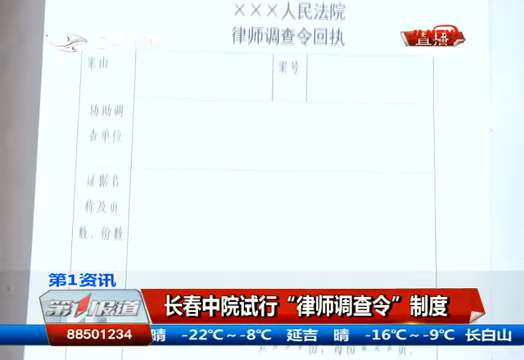 ×××人民法院
律师调查令回执
直播
案由
案号
协助调
查单位
证据名
称及页
数、份数
第1资讯
第1报道
长春中院试行“律师调查令”制度
88501234 晴 -22℃~-8℃ 延吉 晴 -16℃~-9℃ 长白山